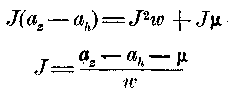 J(a_z − a_h) = J²w + Jμ
J = (a_z − a_h − μ) / w